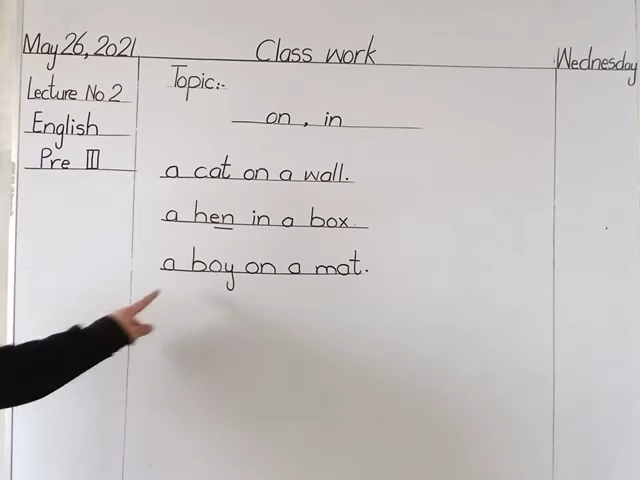 May 26, 2021 Class work Wednesday
Lecture No 2
English
Pre III
Topic:-
on , in
a cat on a wall.
a hen in a box
a boy on a mat.